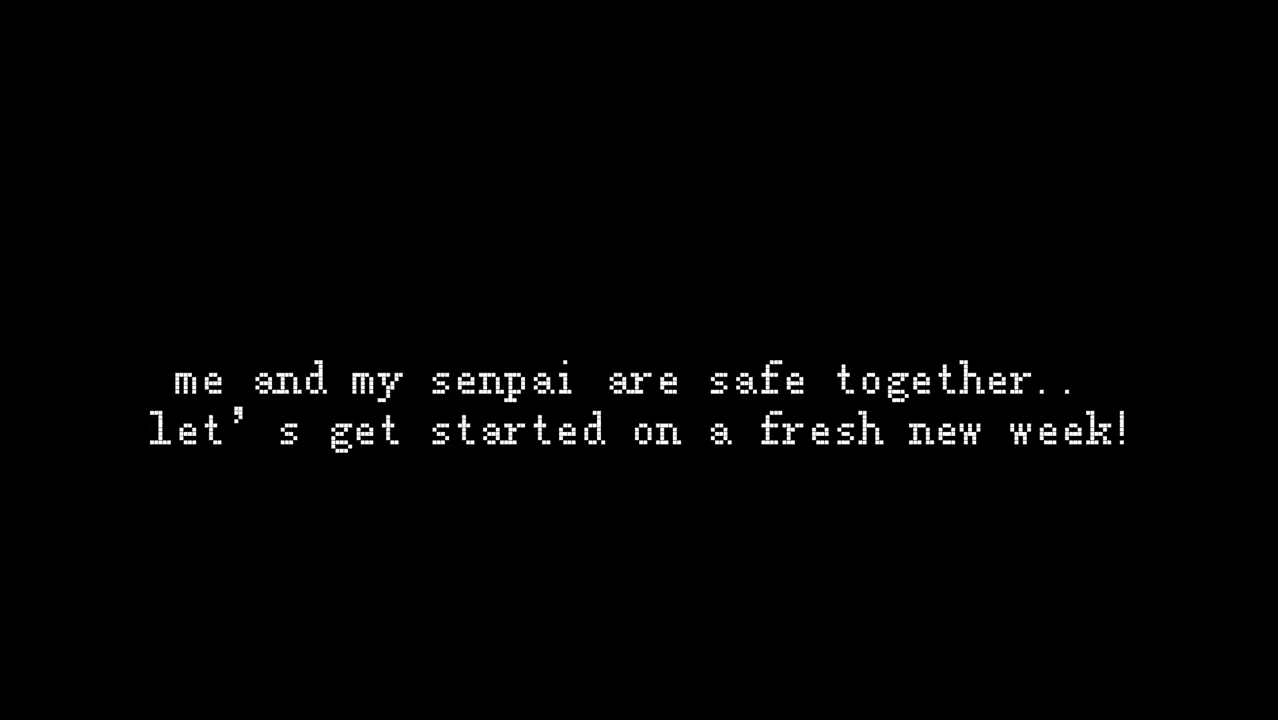 me and my senpai are safe together..
let’s get started on a fresh new week!